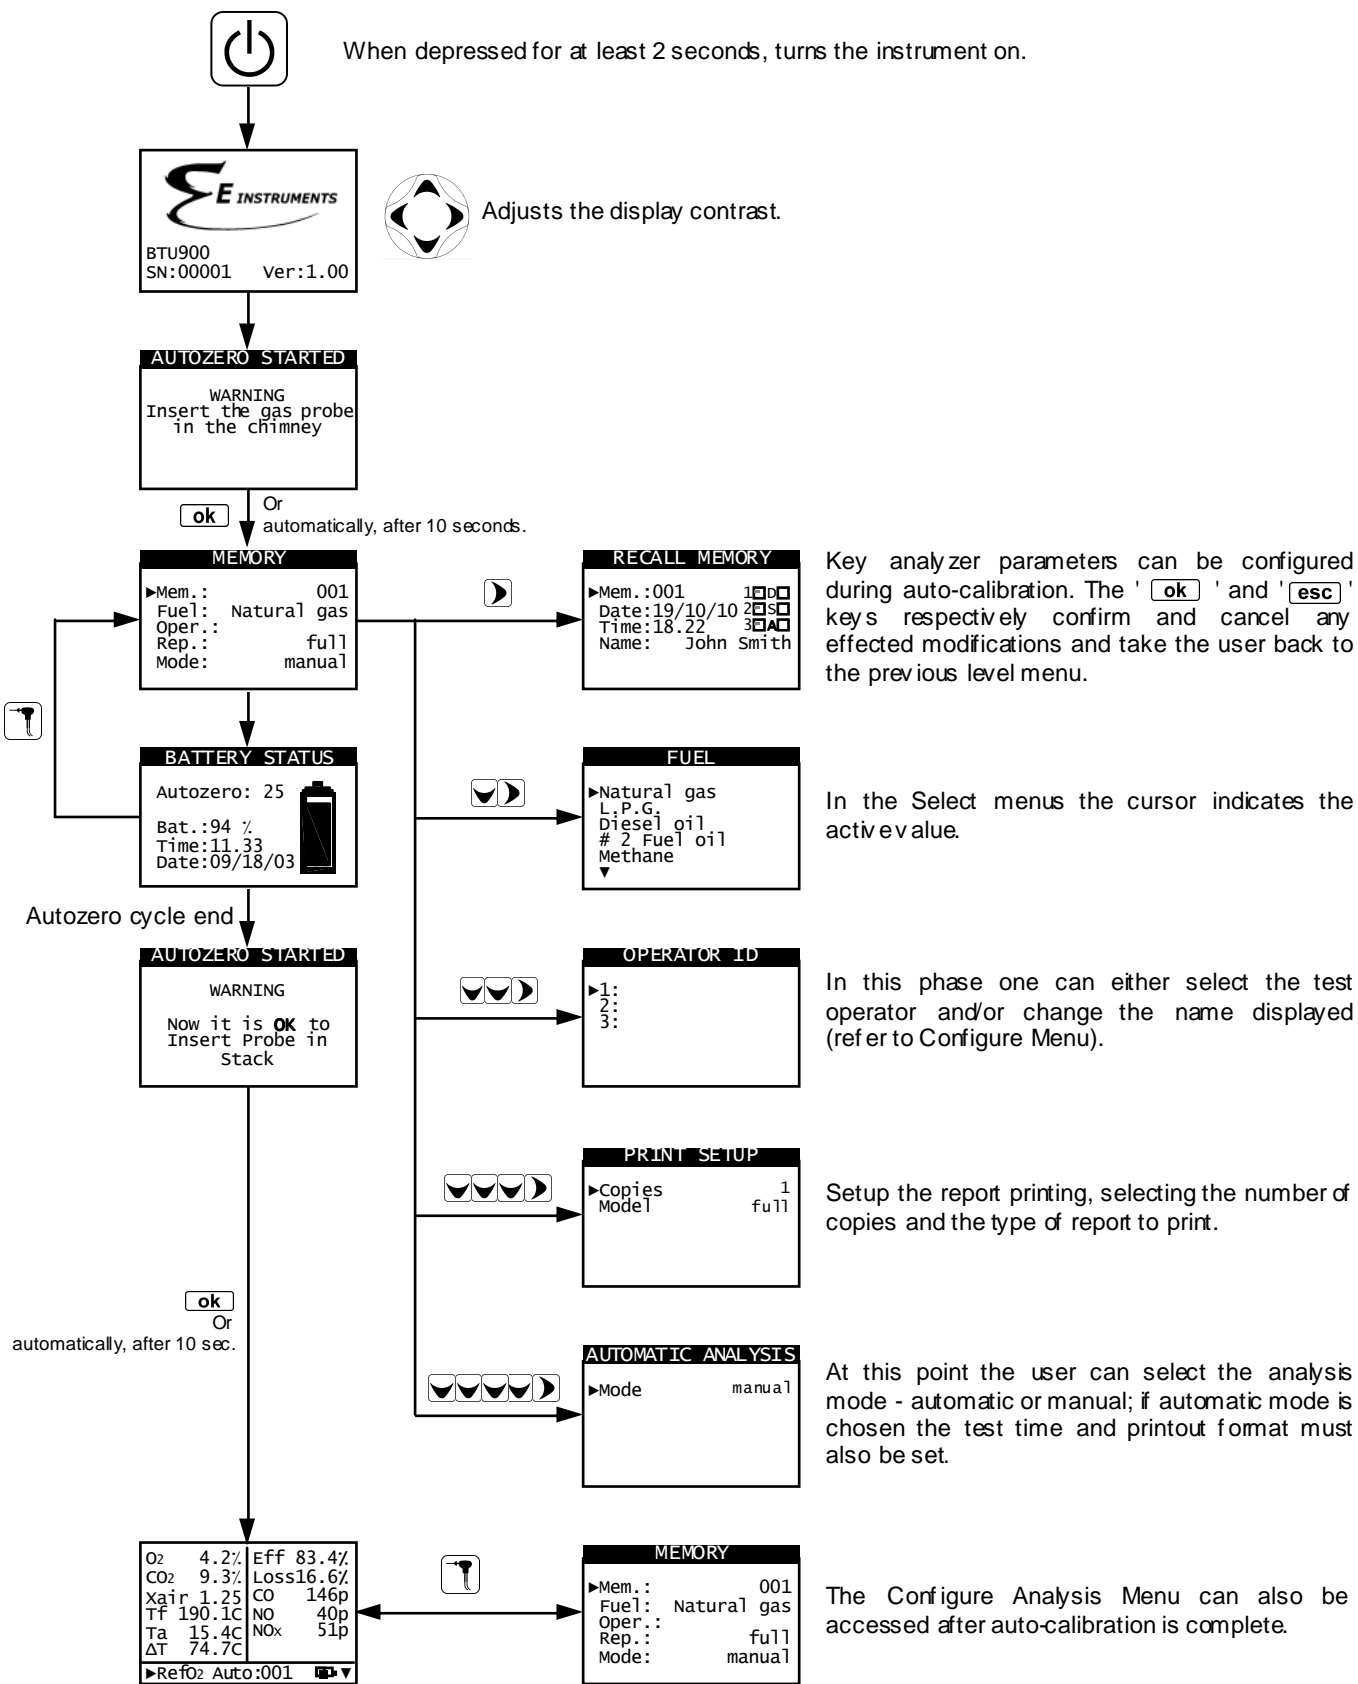 When depressed for at least 2 seconds, turns the instrument on.
E INSTRUMENTS
BTU900
SN:00001 Ver:1.00
Adjusts the display contrast.
AUTOZERO STARTED
WARNING
Insert the gas probe
in the chimney
ok
Or
automatically, after 10 seconds.
MEMORY
▶Mem.: 001
Fuel: Natural gas
Oper.:
Rep.: full
Mode: manual
RECALL MEMORY
▶Mem.:001 1 D
Date:19/10/10 2 S
Time:18.22 3 A
Name: John Smith
Key analyzer parameters can be configured
during auto-calibration. The ' ok ' and ' esc '
keys respectively confirm and cancel any
effected modifications and take the user back to
the previous level menu.
BATTERY STATUS
Autozero: 25
Bat.:94 %
Time:11.33
Date:09/18/03
FUEL
▶Natural gas
L.P.G.
Diesel oil
# 2 Fuel oil
Methane
▼
In the Select menus the cursor indicates the
active value.
Autozero cycle end
AUTOZERO STARTED
WARNING
Now it is OK to
Insert Probe in
Stack
OPERATOR ID
▶1:
2:
3:
In this phase one can either select the test
operator and/or change the name displayed
(refer to Configure Menu).
PRINT SETUP
▶Copies 1
Model full
Setup the report printing, selecting the number of
copies and the type of report to print.
ok
Or
automatically, after 10 sec.
AUTOMATIC ANALYSIS
▶Mode manual
At this point the user can select the analysis
mode - automatic or manual; if automatic mode is
chosen the test time and printout format must
also be set.
O2 4.2% Eff 83.4%
CO2 9.3% Loss16.6%
Xair 1.25 CO 146p
Tf 190.1C NO 40p
Ta 15.4C NOx 51p
ΔT 74.7C
▶RefO2 Auto:001 ▼
MEMORY
▶Mem.: 001
Fuel: Natural gas
Oper.:
Rep.: full
Mode: manual
The Configure Analysis Menu can also be
accessed after auto-calibration is complete.